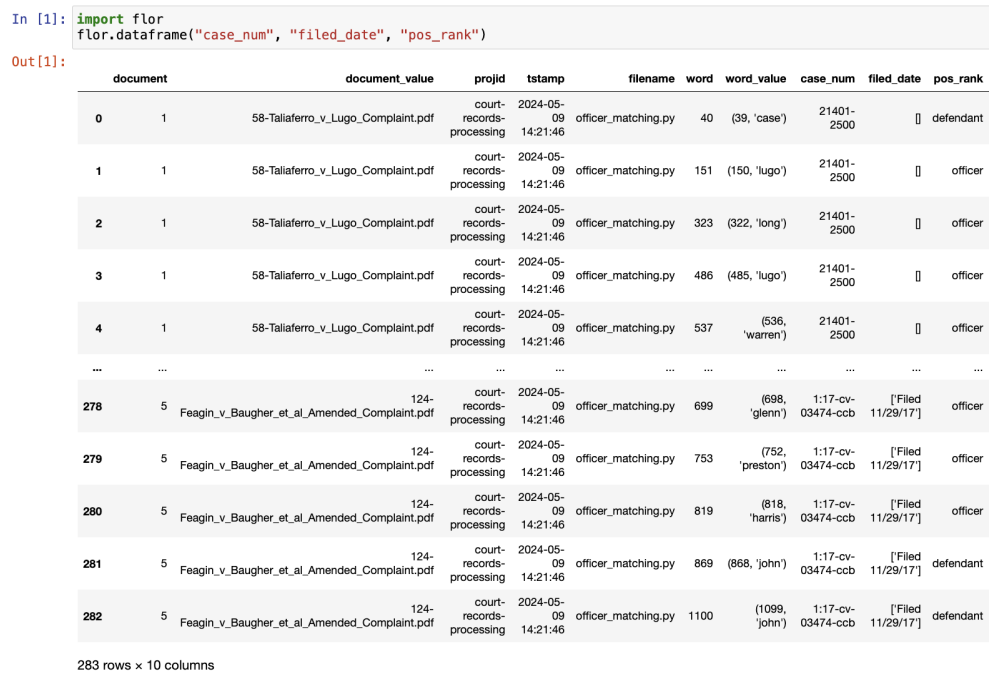 In [1]: import flor
flor.dataframe("case_num", "filed_date", "pos_rank")
Out[1]:
document document_value projid tstamp filename word word_value case_num filed_date pos_rank
0 1 58-Taliaferro_v_Lugo_Complaint.pdf court-records-processing 2024-05-09 14:21:46 officer_matching.py 40 (39, 'case') 21401-2500 [] defendant
1 1 58-Taliaferro_v_Lugo_Complaint.pdf court-records-processing 2024-05-09 14:21:46 officer_matching.py 151 (150, 'lugo') 21401-2500 [] officer
2 1 58-Taliaferro_v_Lugo_Complaint.pdf court-records-processing 2024-05-09 14:21:46 officer_matching.py 323 (322, 'long') 21401-2500 [] officer
3 1 58-Taliaferro_v_Lugo_Complaint.pdf court-records-processing 2024-05-09 14:21:46 officer_matching.py 486 (485, 'lugo') 21401-2500 [] officer
4 1 58-Taliaferro_v_Lugo_Complaint.pdf court-records-processing 2024-05-09 14:21:46 officer_matching.py 537 (536, 'warren') 21401-2500 [] officer
... ... ... ... ... ... ... ... ... ... ...
278 5 124-Feagin_v_Baugher_et_al_Amended_Complaint.pdf court-records-processing 2024-05-09 14:21:46 officer_matching.py 699 (698, 'glenn') 1:17-cv-03474-ccb ['Filed 11/29/17'] officer
279 5 124-Feagin_v_Baugher_et_al_Amended_Complaint.pdf court-records-processing 2024-05-09 14:21:46 officer_matching.py 753 (752, 'preston') 1:17-cv-03474-ccb ['Filed 11/29/17'] officer
280 5 124-Feagin_v_Baugher_et_al_Amended_Complaint.pdf court-records-processing 2024-05-09 14:21:46 officer_matching.py 819 (818, 'harris') 1:17-cv-03474-ccb ['Filed 11/29/17'] officer
281 5 124-Feagin_v_Baugher_et_al_Amended_Complaint.pdf court-records-processing 2024-05-09 14:21:46 officer_matching.py 869 (868, 'john') 1:17-cv-03474-ccb ['Filed 11/29/17'] defendant
282 5 124-Feagin_v_Baugher_et_al_Amended_Complaint.pdf court-records-processing 2024-05-09 14:21:46 officer_matching.py 1100 (1099, 'john') 1:17-cv-03474-ccb ['Filed 11/29/17'] defendant
283 rows × 10 columns